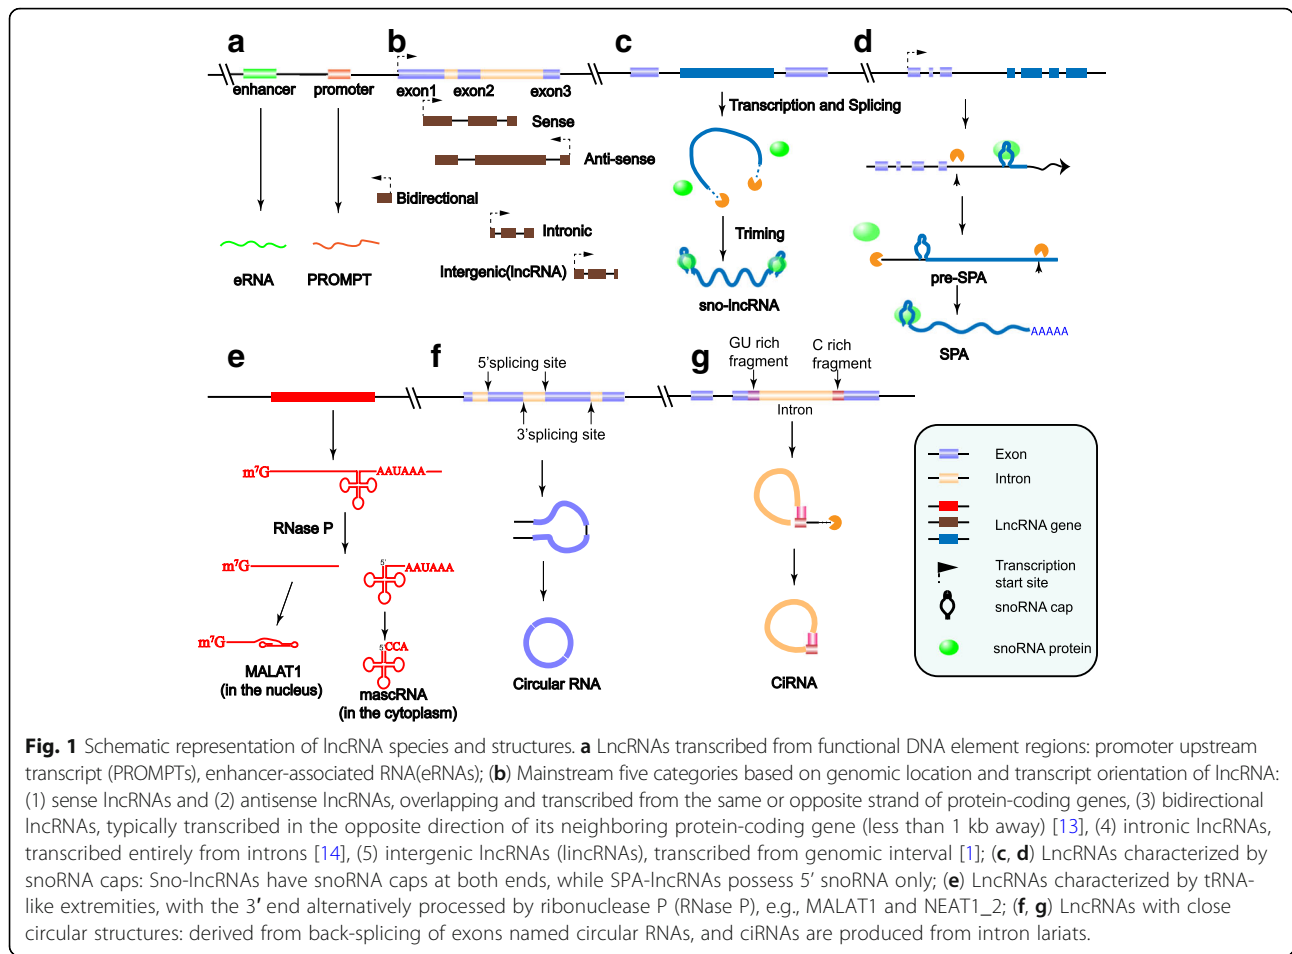 a
b
c
d
enhancer
promoter
exon1
exon2
exon3
Sense
Anti-sense
Bidirectional
Intronic
Intergenic(lncRNA)
eRNA
PROMPT
Transcription and Splicing
Triming
sno-lncRNA
pre-SPA
AAAAA
SPA
e
f
g
5'splicing site
3'splicing site
GU rich
fragment
C rich
fragment
Intron
m⁷G
AAUAAA
RNase P
m⁷G
5'
AAUAAA
m⁷G
5'
CCA
MALAT1
(in the nucleus)
mascRNA
(in the cytoplasm)
Circular RNA
CiRNA
Exon
Intron
LncRNA gene
Transcription
start site
snoRNA cap
snoRNA protein
Fig. 1 Schematic representation of lncRNA species and structures. a LncRNAs transcribed from functional DNA element regions: promoter upstream
transcript (PROMPTs), enhancer-associated RNA(eRNAs); (b) Mainstream five categories based on genomic location and transcript orientation of lncRNA:
(1) sense lncRNAs and (2) antisense lncRNAs, overlapping and transcribed from the same or opposite strand of protein-coding genes, (3) bidirectional
lncRNAs, typically transcribed in the opposite direction of its neighboring protein-coding gene (less than 1 kb away) [13], (4) intronic lncRNAs,
transcribed entirely from introns [14], (5) intergenic lncRNAs (lincRNAs), transcribed from genomic interval [1]; (c, d) LncRNAs characterized by
snoRNA caps: Sno-lncRNAs have snoRNA caps at both ends, while SPA-lncRNAs possess 5′ snoRNA only; (e) LncRNAs characterized by tRNA-
like extremities, with the 3′ end alternatively processed by ribonuclease P (RNase P), e.g., MALAT1 and NEAT1_2; (f, g) LncRNAs with close
circular structures: derived from back-splicing of exons named circular RNAs, and ciRNAs are produced from intron lariats.